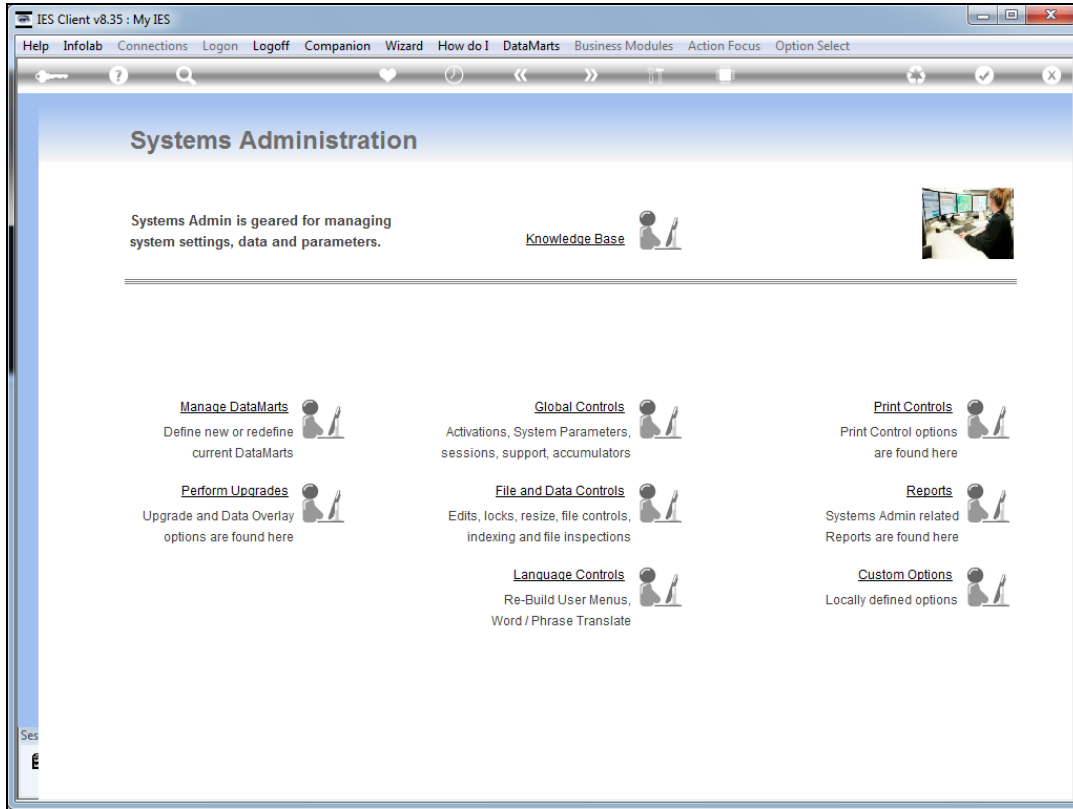 IES Client v8.35 : My IES
Help Infolab Connections Logon Logoff Companion Wizard How do I DataMarts Business Modules Action Focus Option Select
Systems Administration
Systems Admin is geared for managing
system settings, data and parameters.
Knowledge Base
Manage DataMarts
Define new or redefine
current DataMarts
Global Controls
Activations, System Parameters,
sessions, support, accumulators
Print Controls
Print Control options
are found here
Perform Upgrades
Upgrade and Data Overlay
options are found here
File and Data Controls
Edits, locks, resize, file controls,
indexing and file inspections
Reports
Systems Admin related
Reports are found here
Language Controls
Re-Build User Menus,
Word / Phrase Translate
Custom Options
Locally defined options
Ses